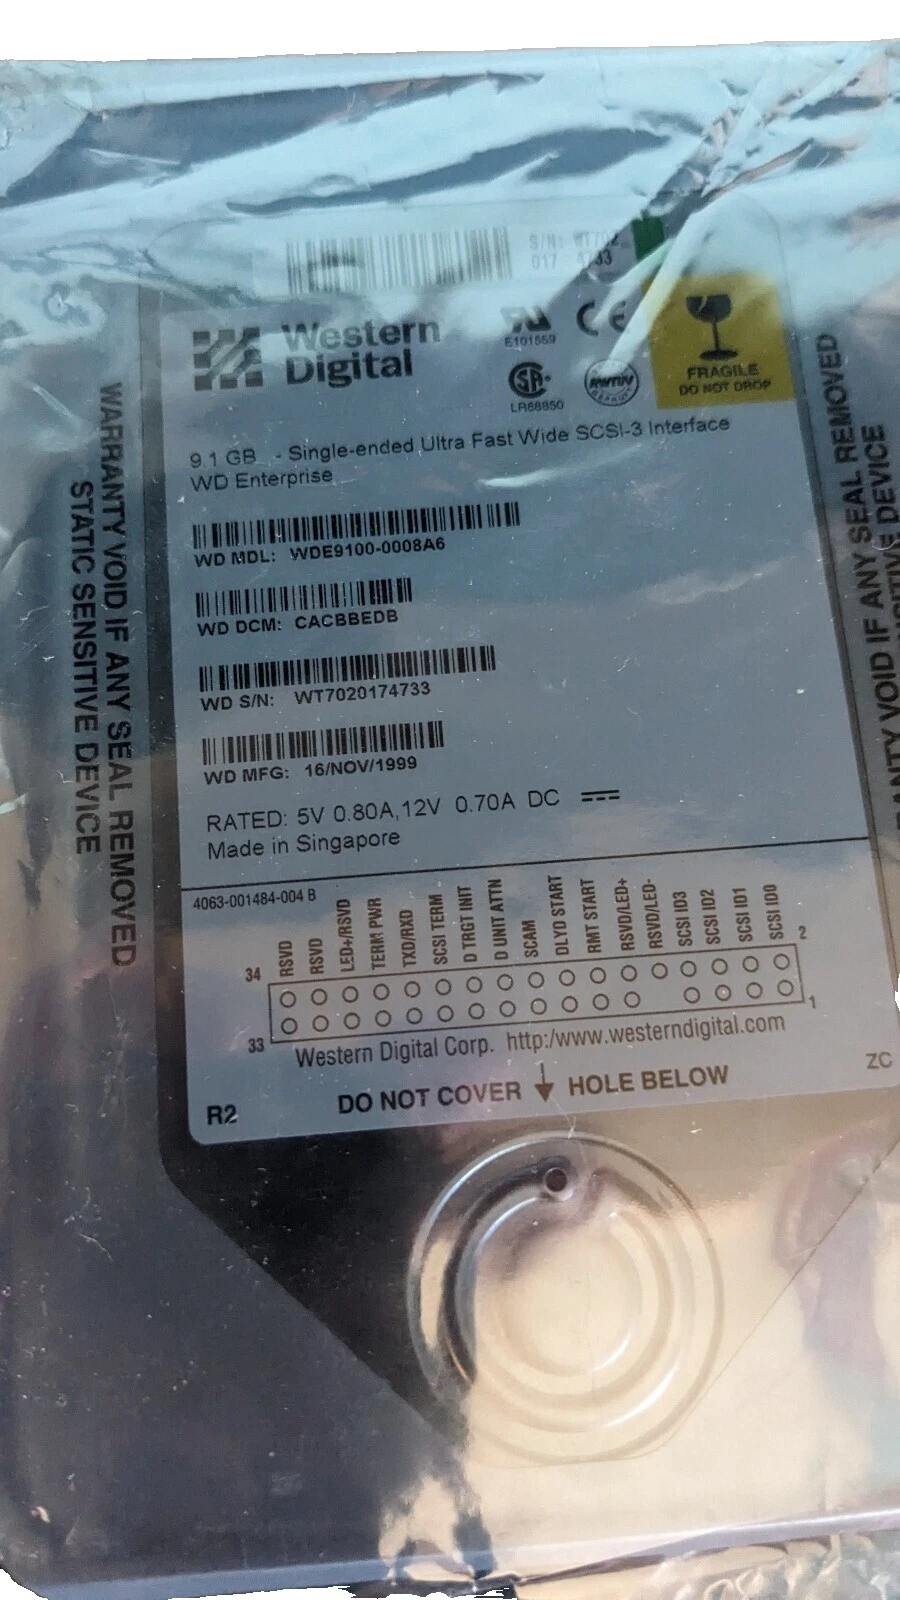 S/N: WT702
017 4733
Western
Digital
E101559
CE
SA
LR68850
FRAGILE
DO NOT DROP
9.1 GB - Single-ended Ultra Fast Wide SCSI-3 Interface
WD Enterprise
WD MDL: WDE9100-0008A6
WD DCM: CACBBEDB
WD S/N: WT7020174733
WD MFG: 16/NOV/1999
RATED: 5V 0.80A,12V 0.70A DC
Made in Singapore
4063-001484-004 B
RSVD
RSVD
LED+/RSVD
TERM PWR
TXD/RXD
SCSI TERM
D TRGT INIT
D UNIT ATTN
SCAM
DLYD START
RMT START
RSVD/LED+
RSVD/LED-
SCSI ID3
SCSI ID2
SCSI ID1
SCSI ID0
34
2
33
1
Western Digital Corp. http:/www.westerndigital.com
DO NOT COVER HOLE BELOW
R2
ZC
WARRANTY VOID IF ANY SEAL REMOVED
STATIC SENSITIVE DEVICE
VOID IF ANY SEAL REMOVED
DEVICE